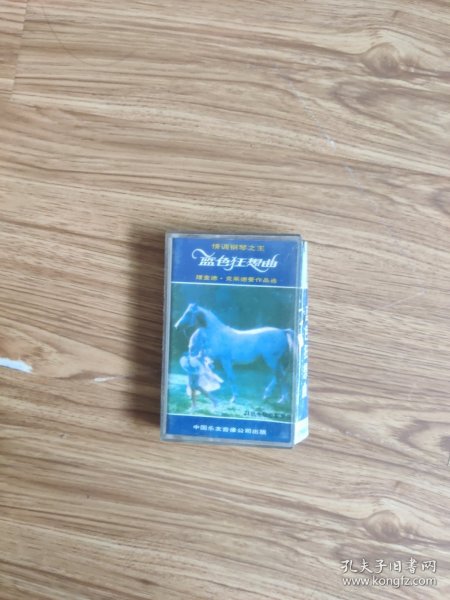 情调钢琴之王
蓝色狂想曲
理查德·克莱德曼作品选
中国乐友音像公司出版
孔夫子旧书网
www.kongfz.com